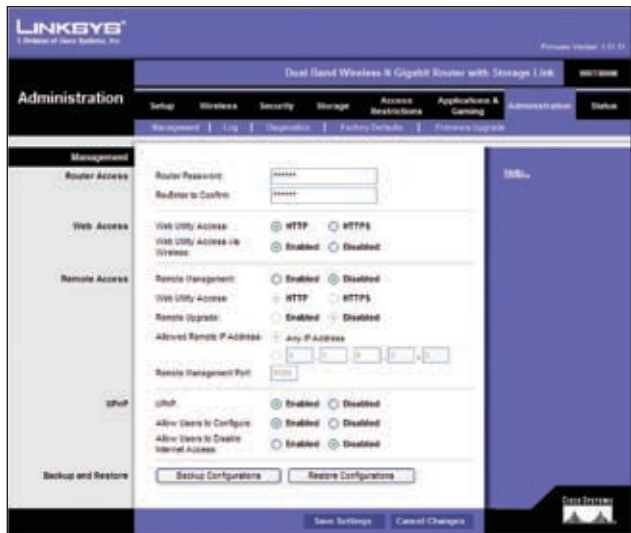 LINKSYS®
A Division of Cisco Systems, Inc.
Firmware Version: 1.01.11
Dual Band Wireless-N Gigabit Router with Storage Link
Administration
Setup Wireless Security Storage Access Restrictions Applications & Gaming Administration Status
Management | Log | Diagnostics | Factory Defaults | Firmware Upgrade
Management
Router Access
Router Password:
Re-Enter to Confirm:
Web Access
Web Utility Access: HTTP HTTPS
Web Utility Access via Wireless: Enabled Disabled
Remote Access
Remote Management: Enabled Disabled
Web Utility Access: HTTP HTTPS
Remote Upgrade: Enabled Disabled
Allowed Remote IP Address: Any IP Address
Remote Management Port:
UPnP
UPnP: Enabled Disabled
Allow Users to Configure: Enabled Disabled
Allow Users to Disable Internet Access: Enabled Disabled
Backup and Restore
Backup Configurations Restore Configurations
Save Settings Cancel Changes
Cisco Systems